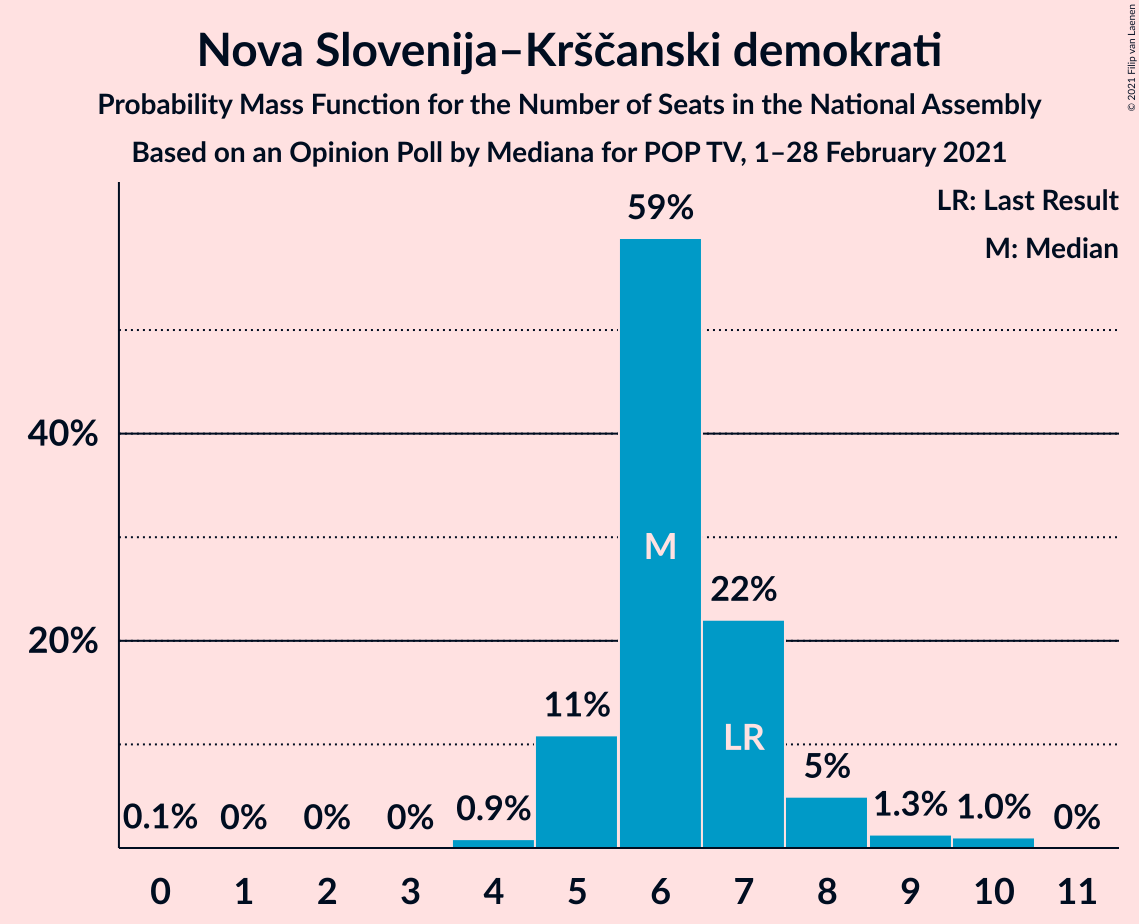 Nova Slovenija–Krščanski demokrati
Probability Mass Function for the Number of Seats in the National Assembly
Based on an Opinion Poll by Mediana for POP TV, 1–28 February 2021
© 2021 Filip van Laenen
LR: Last Result
M: Median
59%
40%
M
22%
20%
11%
LR
5%
0.1% 0% 0% 0% 0.9% 1.3% 1.0% 0%
0 1 2 3 4 5 6 7 8 9 10 11